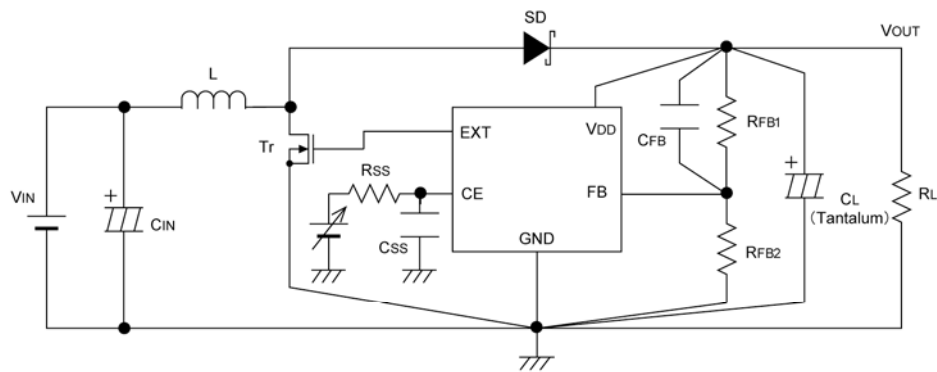 SD
VOUT
L
EXT
VDD
CFB
RFB1
Tr
RSS
VIN
+
CIN
CE
FB
+
CL
(Tantalum)
RL
CSS
GND
RFB2